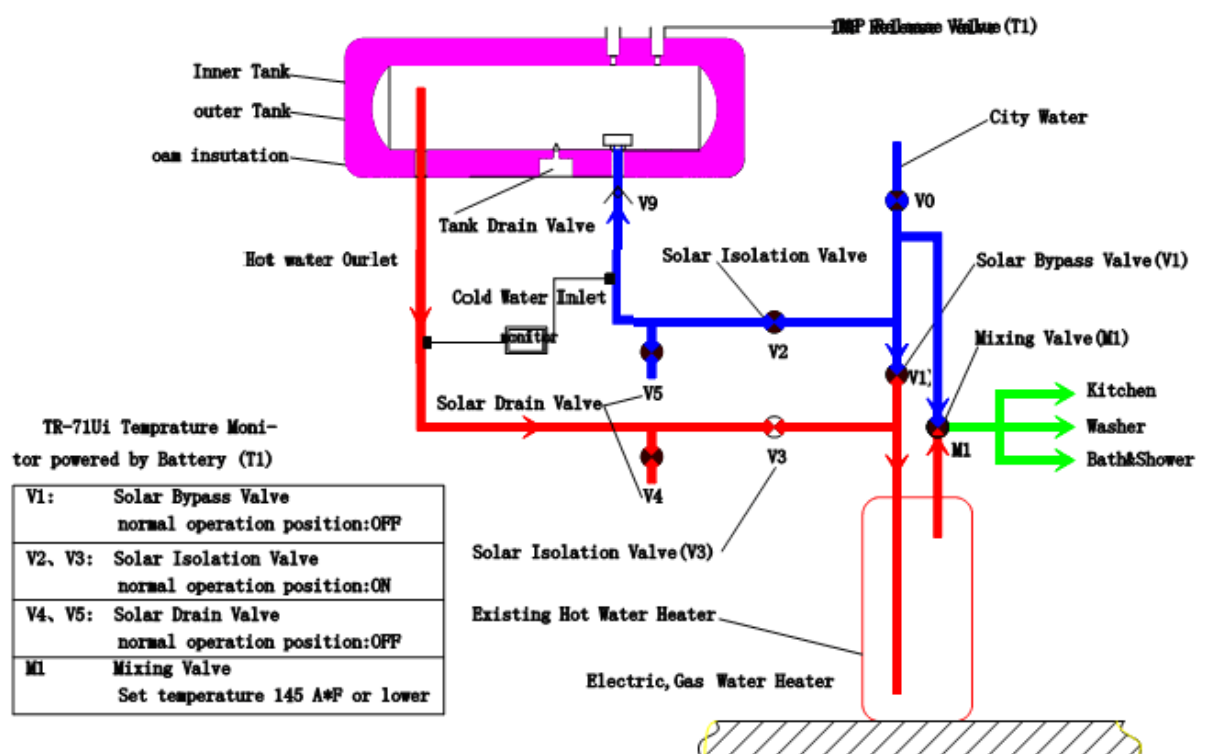 Release Valve(T1)
Inner Tank
outer Tank
oam insutation
City Water
V0
V9
Tank Drain Valve
Hot water Ourlet
Solar Isolation Valve
Solar Bypass Valve(V1)
Cold Water Inlet
monitor
V2
Mixing Valve(M1)
V1)
Solar Drain Valve
V5
Kitchen
Washer
Bath&Shower
M1
V3
V4
TR-71Ui Temprature Moni-
tor powered by Battery (T1)
V1: Solar Bypass Valve
normal operation position:OFF
V2、V3: Solar Isolation Valve
normal operation position:ON
V4、V5: Solar Drain Valve
normal operation position:OFF
M1 Mixing Valve
Set temperature 145 A*F or lower
Solar Isolation Valve(V3)
Existing Hot Water Heater
Electric,Gas Water Heater